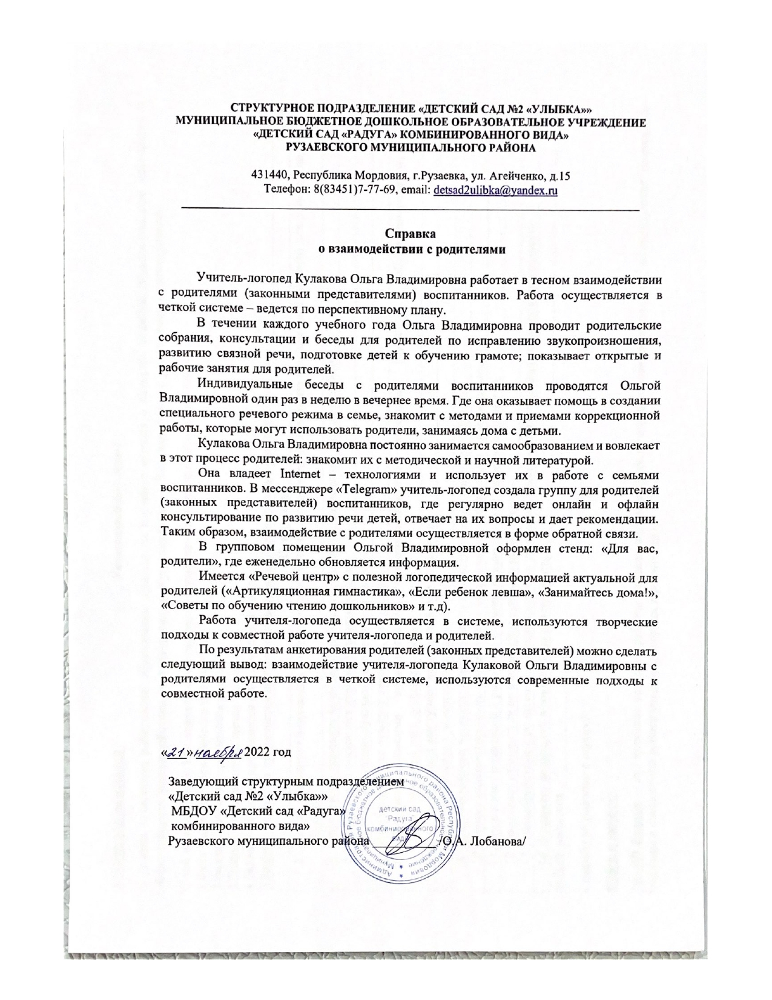 СТРУКТУРНОЕ ПОДРАЗДЕЛЕНИЕ «ДЕТСКИЙ САД №2 «УЛЫБКА»»
МУНИЦИПАЛЬНОЕ БЮДЖЕТНОЕ ДОШКОЛЬНОЕ ОБРАЗОВАТЕЛЬНОЕ УЧРЕЖДЕНИЕ
«ДЕТСКИЙ САД «РАДУГА» КОМБИНИРОВАННОГО ВИДА»
РУЗАЕВСКОГО МУНИЦИПАЛЬНОГО РАЙОНА
431440, Республика Мордовия, г.Рузаевка, ул. Агейченко, д.15
Телефон: 8(83451)7-77-69, email: detsad2ulibka@yandex.ru
Справка
о взаимодействии с родителями
Учитель-логопед Кулакова Ольга Владимировна работает в тесном взаимодействии
с родителями (законными представителями) воспитанников. Работа осуществляется в
четкой системе – ведется по перспективному плану.
В течении каждого учебного года Ольга Владимировна проводит родительские
собрания, консультации и беседы для родителей по исправлению звукопроизношения,
развитию связной речи, подготовке детей к обучению грамоте; показывает открытые и
рабочие занятия для родителей.
Индивидуальные беседы с родителями воспитанников проводятся Ольгой
Владимировной один раз в неделю в вечернее время. Где она оказывает помощь в создании
специального речевого режима в семье, знакомит с методами и приемами коррекционной
работы, которые могут использовать родители, занимаясь дома с детьми.
Кулакова Ольга Владимировна постоянно занимается самообразованием и вовлекает
в этот процесс родителей: знакомит их с методической и научной литературой.
Она владеет Internet – технологиями и использует их в работе с семьями
воспитанников. В мессенджере «Telegram» учитель-логопед создала группу для родителей
(законных представителей) воспитанников, где регулярно ведет онлайн и офлайн
консультирование по развитию речи детей, отвечает на их вопросы и дает рекомендации.
Таким образом, взаимодействие с родителями осуществляется в форме обратной связи.
В групповом помещении Ольгой Владимировной оформлен стенд: «Для вас,
родители», где еженедельно обновляется информация.
Имеется «Речевой центр» с полезной логопедической информацией актуальной для
родителей («Артикуляционная гимнастика», «Если ребенок левша», «Занимайтесь дома!»,
«Советы по обучению чтению дошкольников» и т.д).
Работа учителя-логопеда осуществляется в системе, используются творческие
подходы к совместной работе учителя-логопеда и родителей.
По результатам анкетирования родителей (законных представителей) можно сделать
следующий вывод: взаимодействие учителя-логопеда Кулаковой Ольги Владимировны с
родителями осуществляется в четкой системе, используются современные подходы к
совместной работе.
«21» ноября 2022 год
Заведующий структурным подразделением
«Детский сад №2 «Улыбка»»
МБДОУ «Детский сад «Радуга»
комбинированного вида»
Рузаевского муниципального района __________ /О.А. Лобанова/
Администрация Рузаевского муниципального района Республики Мордовия
Муниципальное бюджетное дошкольное образовательное учреждение
детский сад
"Радуга"
комбинированного
вида